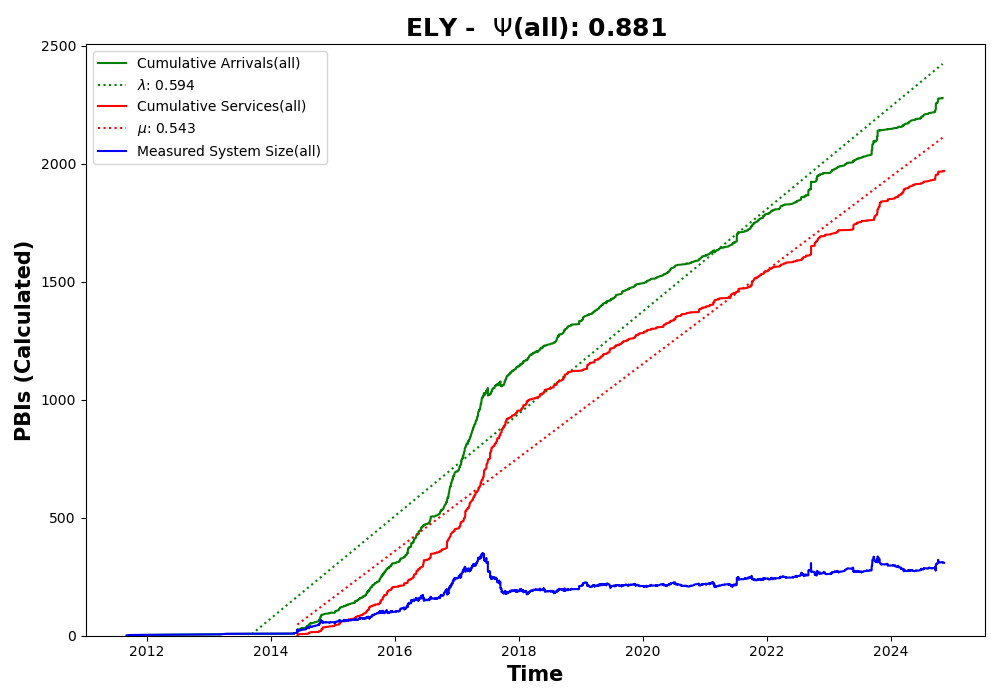 ELY -  Ψ(all): 0.881
Cumulative Arrivals(all)
λ: 0.594
Cumulative Services(all)
μ: 0.543
Measured System Size(all)
PBIs (Calculated)
2500
2000
1500
1000
500
0
2012 2014 2016 2018 2020 2022 2024
Time